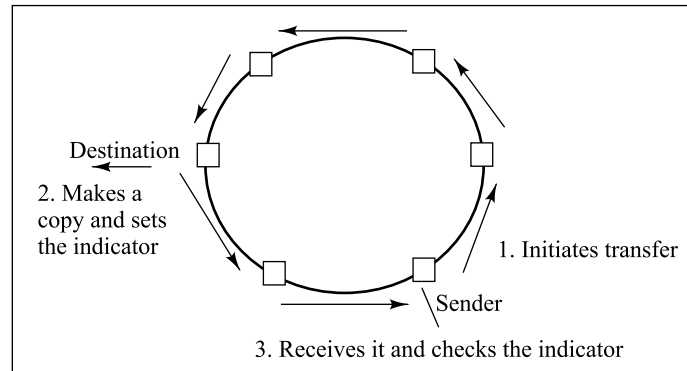 Destination
2. Makes a
copy and sets
the indicator
1. Initiates transfer
Sender
3. Receives it and checks the indicator